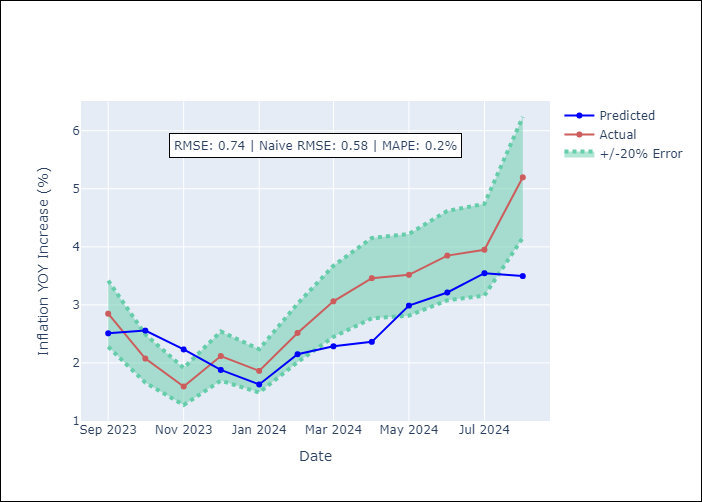 RMSE: 0.74 | Naive RMSE: 0.58 | MAPE: 0.2%
Predicted
Actual
+/-20% Error
Inflation YOY Increase (%)
6
5
4
3
2
1
Sep 2023 Nov 2023 Jan 2024 Mar 2024 May 2024 Jul 2024
Date